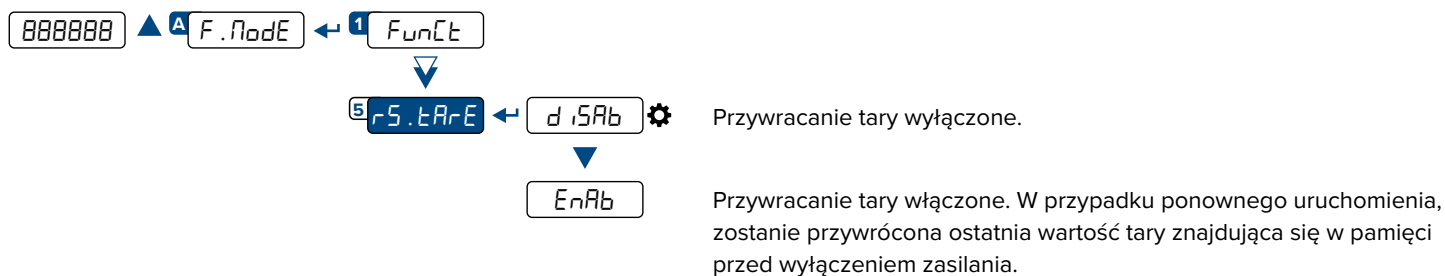 888888 A F.ModE 1 FunCt
5 rS.tArE diSAb Przywracanie tary wyłączone.
EnAb Przywracanie tary włączone. W przypadku ponownego uruchomienia,
zostanie przywrócona ostatnia wartość tary znajdująca się w pamięci
przed wyłączeniem zasilania.